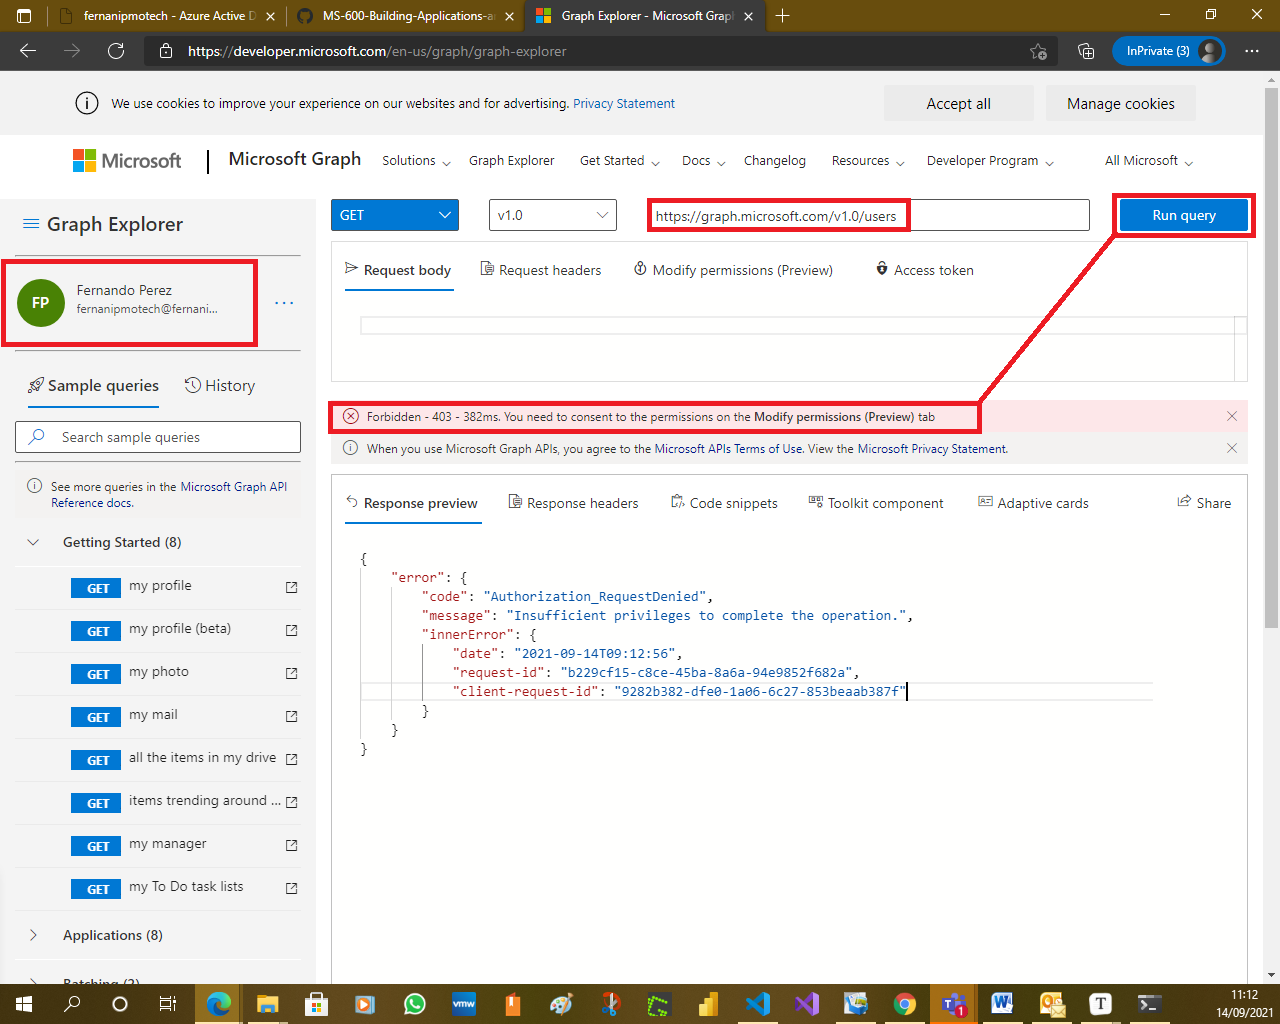 fernanipmotech - Azure Active D
MS-600-Building-Applications-a
Graph Explorer - Microsoft Grap
https://developer.microsoft.com/en-us/graph/graph-explorer
InPrivate (3)
We use cookies to improve your experience on our websites and for advertising. Privacy Statement
Accept all
Manage cookies
Microsoft
Microsoft Graph
Solutions
Graph Explorer
Get Started
Docs
Changelog
Resources
Developer Program
All Microsoft
Graph Explorer
GET
v1.0
https://graph.microsoft.com/v1.0/users
Run query
FP
Fernando Perez
fernanipmotech@fernani...
Request body
Request headers
Modify permissions (Preview)
Access token
Sample queries
History
Search sample queries
See more queries in the Microsoft Graph API
Reference docs.
Forbidden - 403 - 382ms. You need to consent to the permissions on the Modify permissions (Preview) tab
When you use Microsoft Graph APIs, you agree to the Microsoft APIs Terms of Use. View the Microsoft Privacy Statement.
Response preview
Response headers
Code snippets
Toolkit component
Adaptive cards
Share
Getting Started (8)
GET my profile
GET my profile (beta)
GET my photo
GET my mail
GET all the items in my drive
GET items trending around ...
GET my manager
GET my To Do task lists
Applications (8)
Batching (2)
{
"error": {
"code": "Authorization_RequestDenied",
"message": "Insufficient privileges to complete the operation.",
"innerError": {
"date": "2021-09-14T09:12:56",
"request-id": "b229cf15-c8ce-45ba-8a6a-94e9852f682a",
"client-request-id": "9282b382-dfe0-1a06-6c27-853beaab387f"
}
}
}
vmw
T
1
11:12
14/09/2021